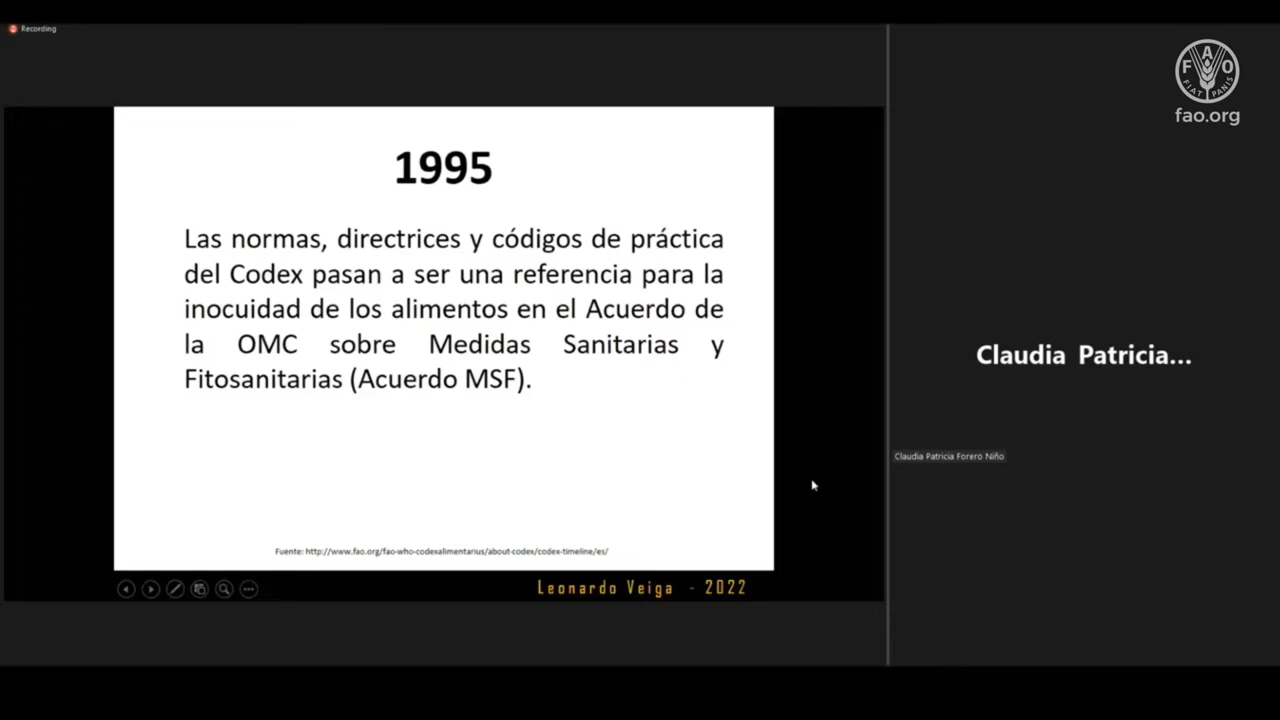 Recording
FAO
FIAT PANIS
fao.org
1995
Las normas, directrices y códigos de práctica
del Codex pasan a ser una referencia para la
inocuidad de los alimentos en el Acuerdo de
la OMC sobre Medidas Sanitarias y
Fitosanitarias (Acuerdo MSF).
Claudia Patricia...
Claudia Patricia Forero Niño
Fuente: http://www.fao.org/fao-who-codexalimentarius/about-codex/codex-timeline/es/
Leonardo Veiga - 2022